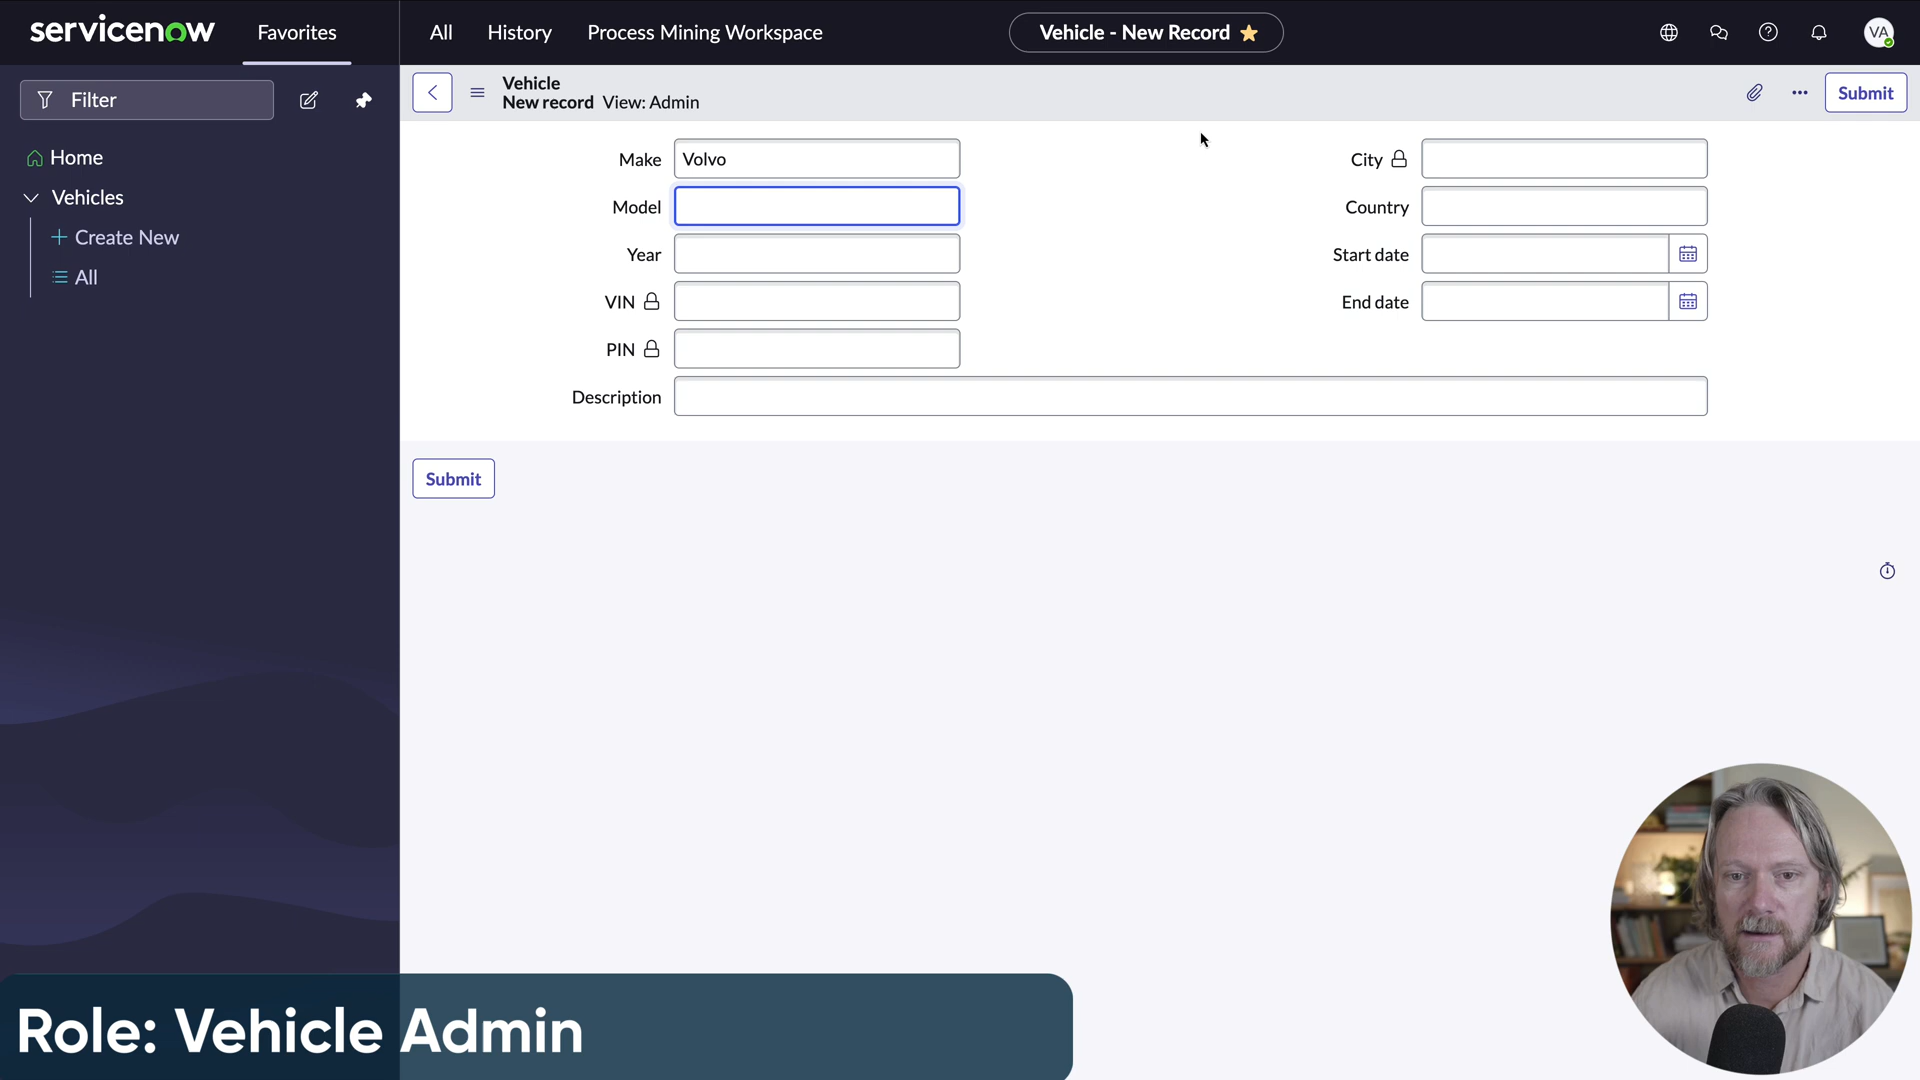 servicenow
Favorites
All
History
Process Mining Workspace
Vehicle - New Record
VA
Filter
Home
Vehicles
Create New
All
Vehicle
New record View: Admin
Submit
Make
Volvo
Model
Year
VIN
PIN
Description
City
Country
Start date
End date
Submit
Role: Vehicle Admin